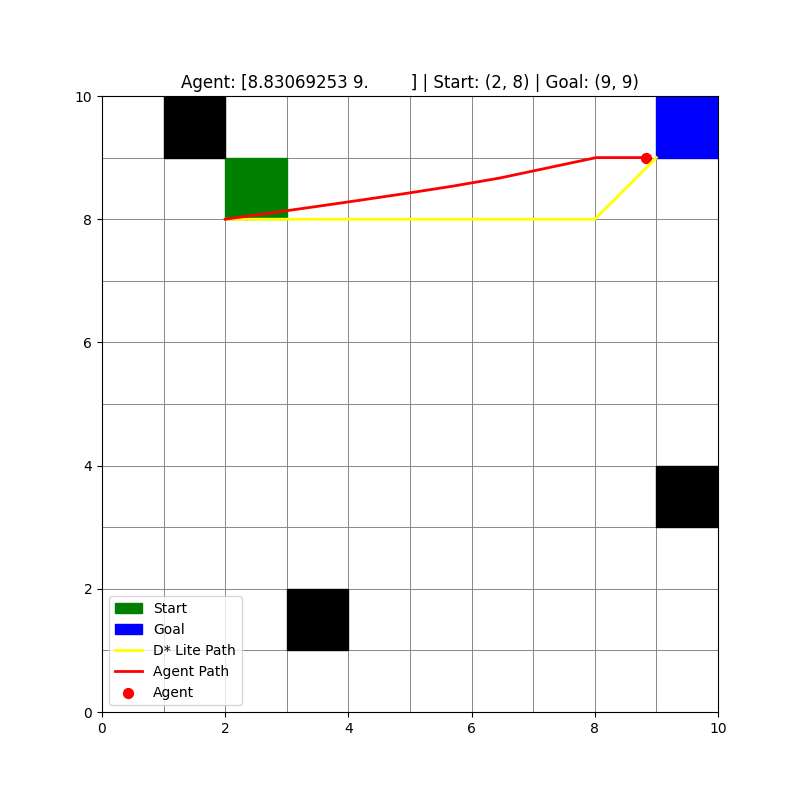 Agent: [8.83069253 9.        ] | Start: (2, 8) | Goal: (9, 9)
10
8
6
4
2
0
Start
Goal
D* Lite Path
Agent Path
Agent
0 2 4 6 8 10